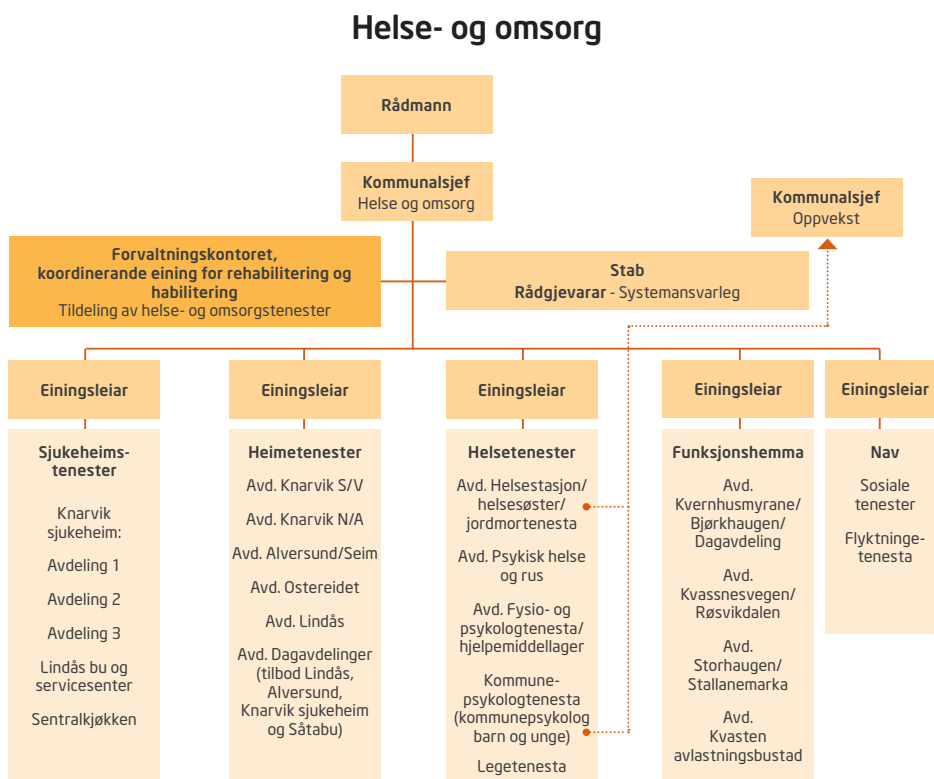 Helse- og omsorg
Rådmann
Kommunalsjef
Helse og omsorg
Kommunalsjef
Oppvekst
Forvaltningskontoret,
koordinerande eining for rehabilitering og
habilitering
Tildeling av helse- og omsorgstenester
Stab
Rådgjevarar - Systemansvarleg
Einingsleiar
Sjukeheims-
tenester
Knarvik
sjukeheim:
Avdeling 1
Avdeling 2
Avdeling 3
Lindås bu og
servicesenter
Sentralkjøkken
Einingsleiar
Heimetenester
Avd. Knarvik S/V
Avd. Knarvik N/A
Avd. Alversund/Seim
Avd. Ostereidet
Avd. Lindås
Avd. Dagavdelinger
(tilbod Lindås,
Alversund,
Knarvik sjukeheim
og Såtabu)
Einingsleiar
Helsetenester
Avd. Helsestasjon/
helsesøster/
jordmortenesta
Avd. Psykisk helse
og rus
Avd. Fysio- og
psykologtenesta/
hjelpemiddellager
Kommune-
psykologtenesta
(kommunepsykolog
barn og unge)
Legetenesta
Einingsleiar
Funksjonshemma
Avd.
Kvernhusmyrane/
Bjørkhaugen/
Dagavdeling
Avd.
Kvassnesvegen/
Røsvikdalen
Avd.
Storhaugen/
Stallanemarka
Avd.
Kvasten
avlastningsbustad
Einingsleiar
Nav
Sosiale
tenester
Flyktninge-
tenesta